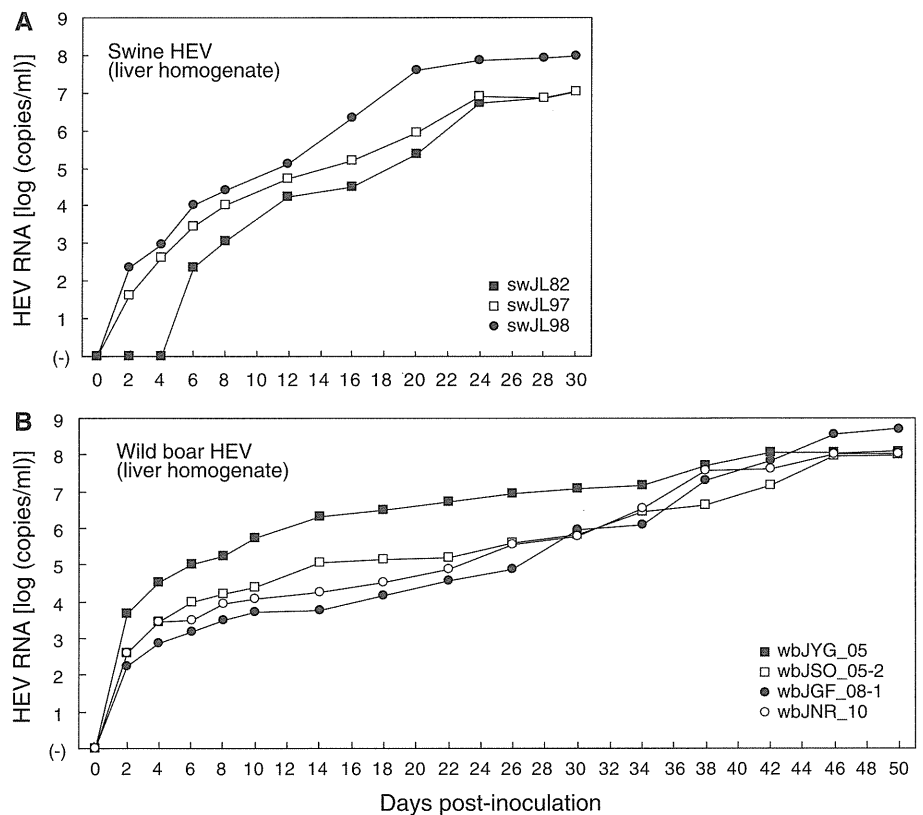 A
Swine HEV
(liver homogenate)
HEV RNA [log (copies/ml)]
9
8
7
6
5
4
3
2
1
(-)
swJL82
swJL97
swJL98
0 2 4 6 8 10 12 14 16 18 20 22 24 26 28 30
B
Wild boar HEV
(liver homogenate)
HEV RNA [log (copies/ml)]
9
8
7
6
5
4
3
2
1
(-)
wbJYG_05
wbJSO_05-2
wbJGF_08-1
wbJNR_10
0 2 4 6 8 10 12 14 16 18 20 22 24 26 28 30 32 34 36 38 40 42 44 46 48 50
Days post-inoculation